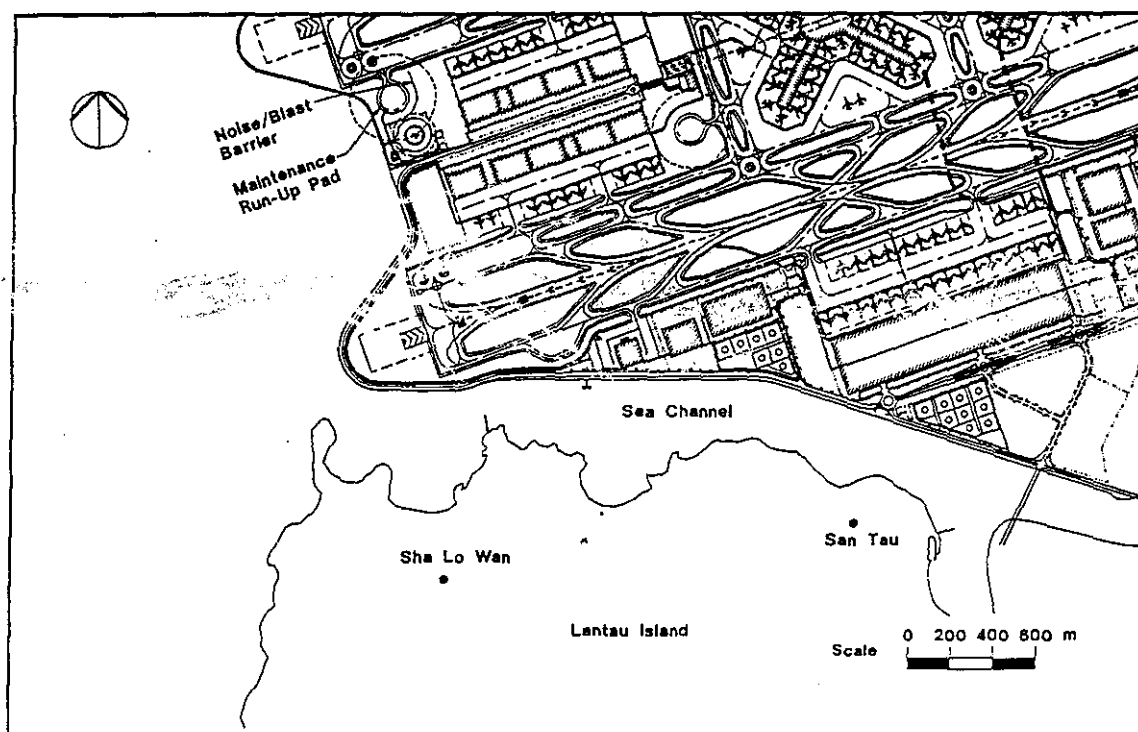 Noise/Blast
Barrier
Maintenance
Run-Up Pad
Sea Channel
San Tau
Sha Lo Wan
Lantau Island
Scale
0 200 400 600 m